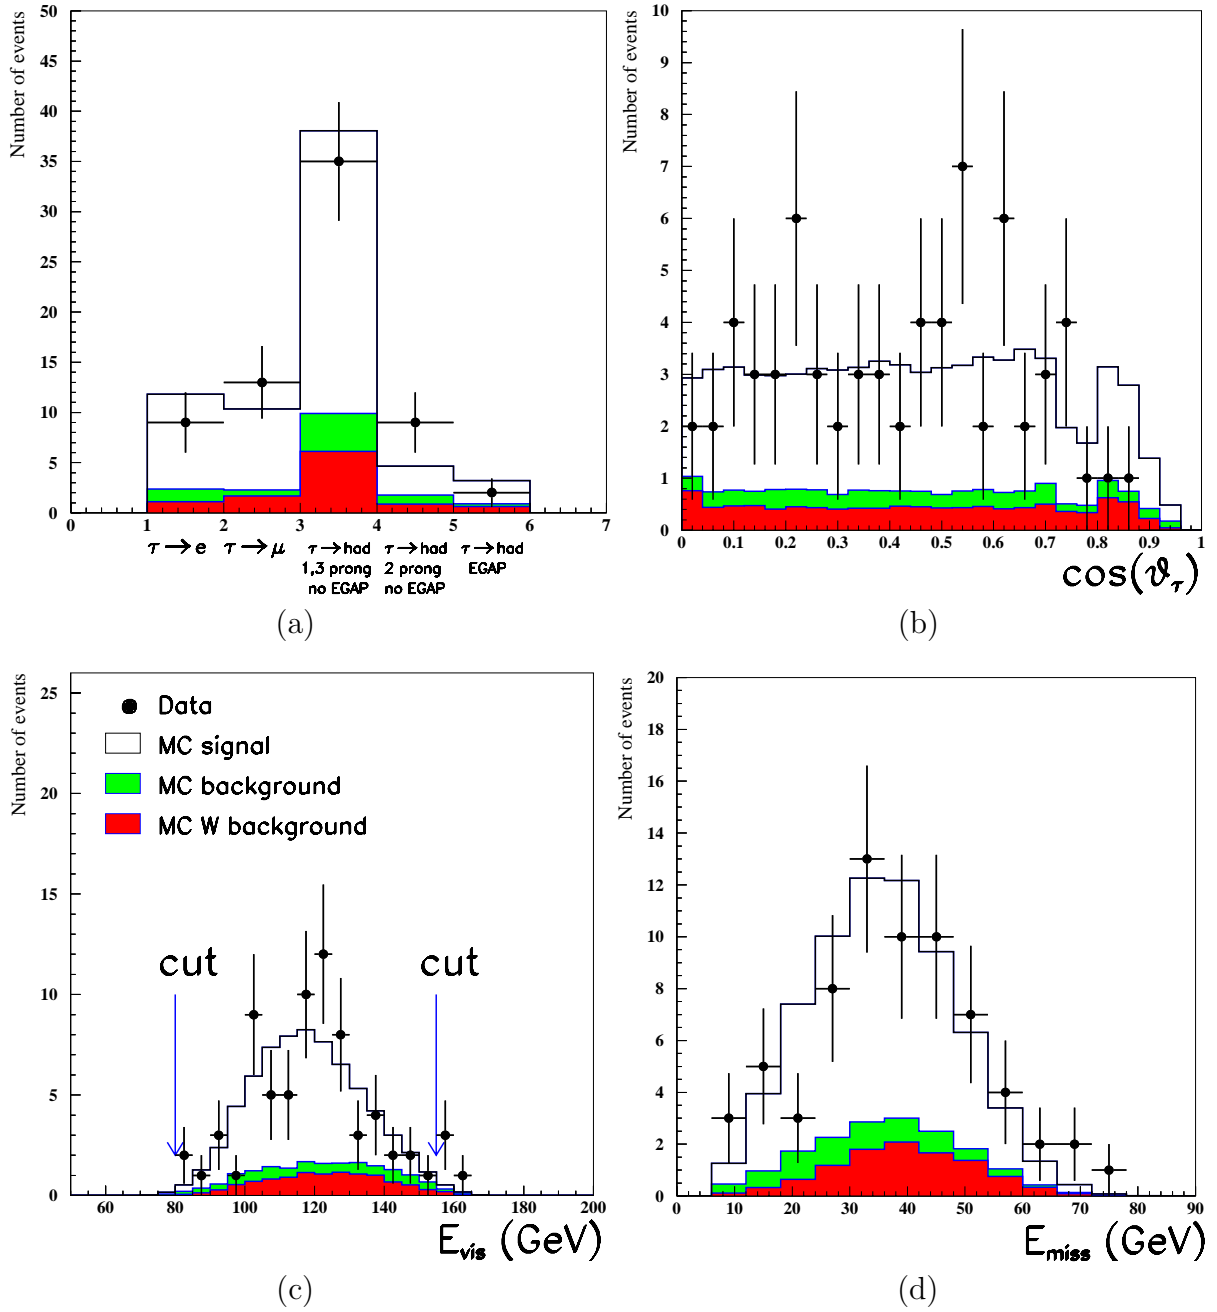 Number of events
50
45
40
35
30
25
20
15
10
5
0
0 1 2 3 4 5 6 7
τ→e τ→μ τ→had τ→had τ→had
1,3 prong 2 prong EGAP
no EGAP no EGAP
(a)
Number of events
10
9
8
7
6
5
4
3
2
1
0
0 0.1 0.2 0.3 0.4 0.5 0.6 0.7 0.8 0.9 1
cos(ϑτ)
(b)
Number of events
25
20
15
10
5
0
Data
MC signal
MC background
MC W background
cut cut
60 80 100 120 140 160 180 200
Evis (GeV)
(c)
Number of events
20
18
16
14
12
10
8
6
4
2
0
0 10 20 30 40 50 60 70 80 90
Emiss (GeV)
(d)